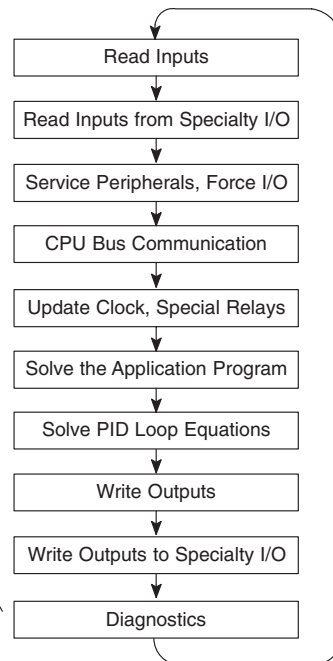 Read Inputs
Read Inputs from Specialty I/O
Service Peripherals, Force I/O
CPU Bus Communication
Update Clock, Special Relays
Solve the Application Program
Solve PID Loop Equations
Write Outputs
Write Outputs to Specialty I/O
Diagnostics